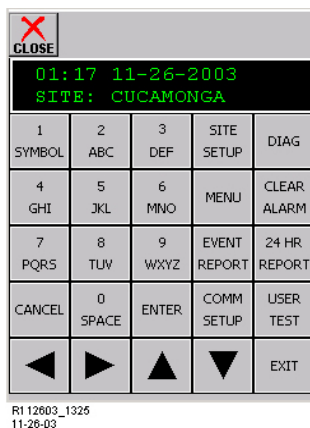 CLOSE
01:17 11-26-2003
SITE: CUCAMONGA
1 2 3 SITE DIAG
SYMBOL ABC DEF SETUP
4 5 6 MENU CLEAR
GHI JKL MNO ALARM
7 8 9 EVENT 24 HR
PQRS TUV WXYZ REPORT REPORT
CANCEL 0 ENTER COMM USER
SPACE SETUP TEST
EXIT
R112603_1325
11-26-03